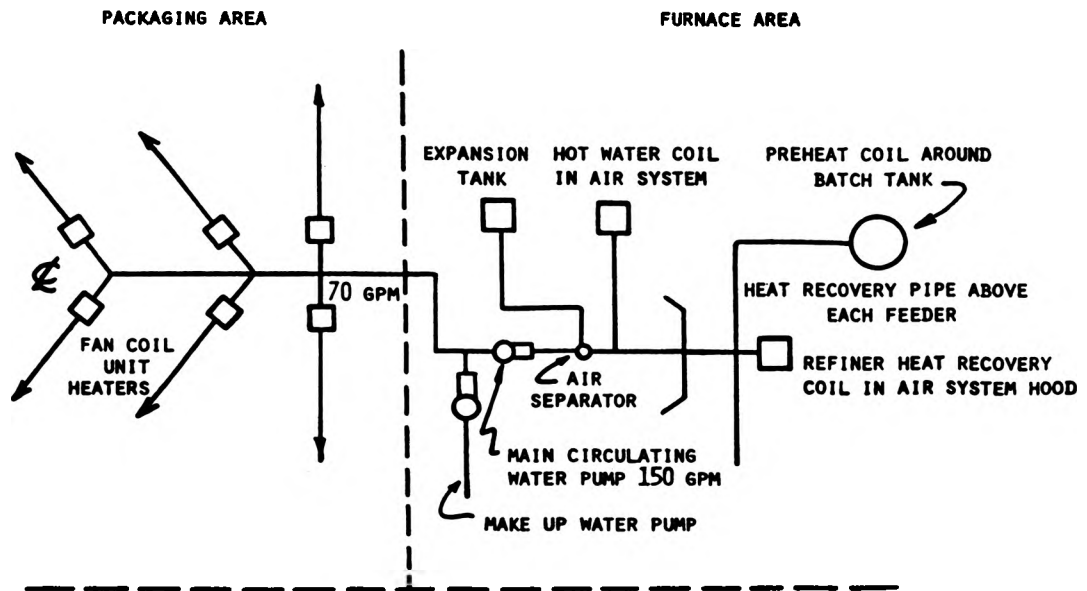 PACKAGING AREA
FURNACE AREA
EXPANSION
TANK
HOT WATER COIL
IN AIR SYSTEM
PREHEAT COIL AROUND
BATCH TANK
℄
70 GPM
HEAT RECOVERY PIPE ABOVE
EACH FEEDER
FAN COIL
UNIT
HEATERS
AIR
SEPARATOR
REFINER HEAT RECOVERY
COIL IN AIR SYSTEM HOOD
MAIN CIRCULATING
WATER PUMP 150 GPM
MAKE UP WATER PUMP